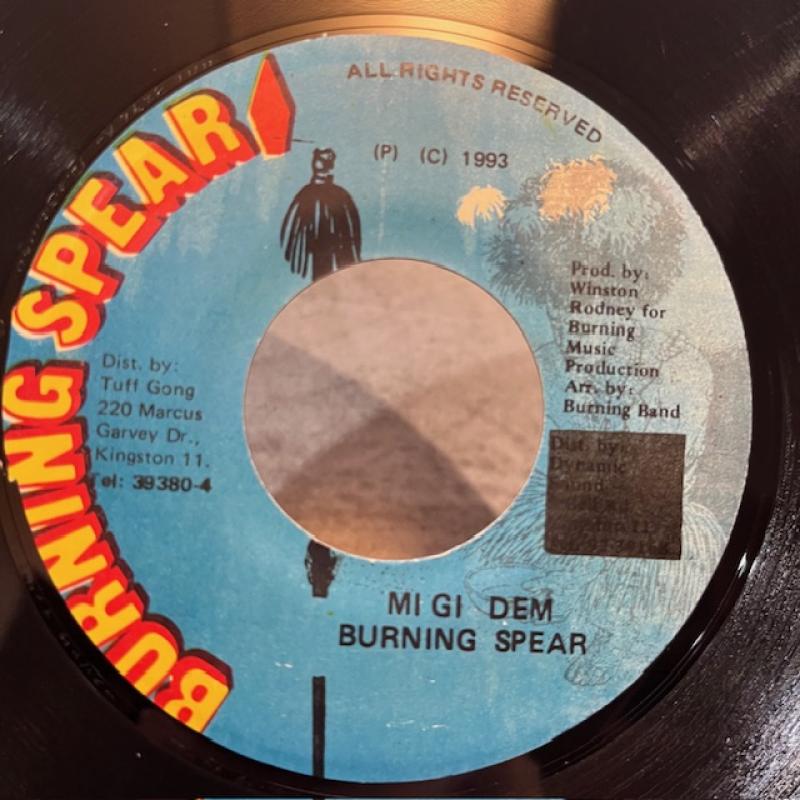 BURNING SPEAR
ALL RIGHTS RESERVED
(P) (C) 1993
Prod. by:
Winston
Rodney for
Burning
Music
Production
Arr. by:
Burning Band
Dist. by:
Dynamic
Sound
Dist. by:
Tuff Gong
220 Marcus
Garvey Dr.,
Kingston 11.
Tel: 39380-4
MI GI DEM
BURNING SPEAR